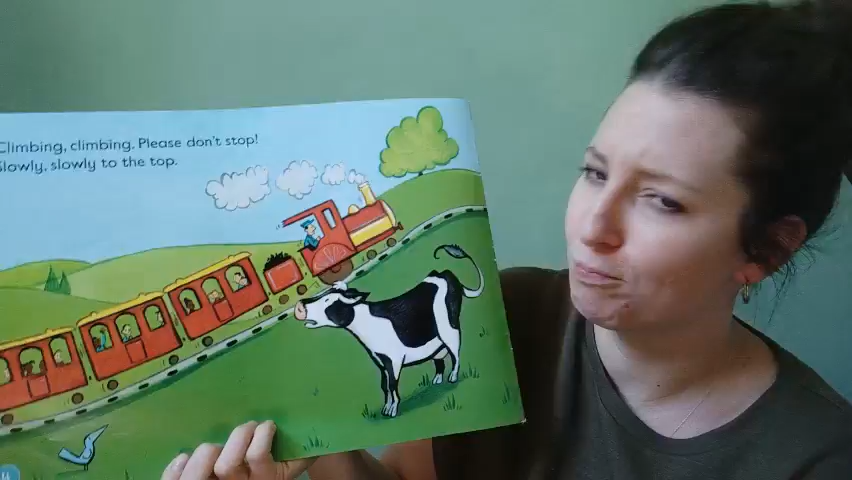 Climbing, climbing. Please don't stop!
Slowly, slowly to the top.